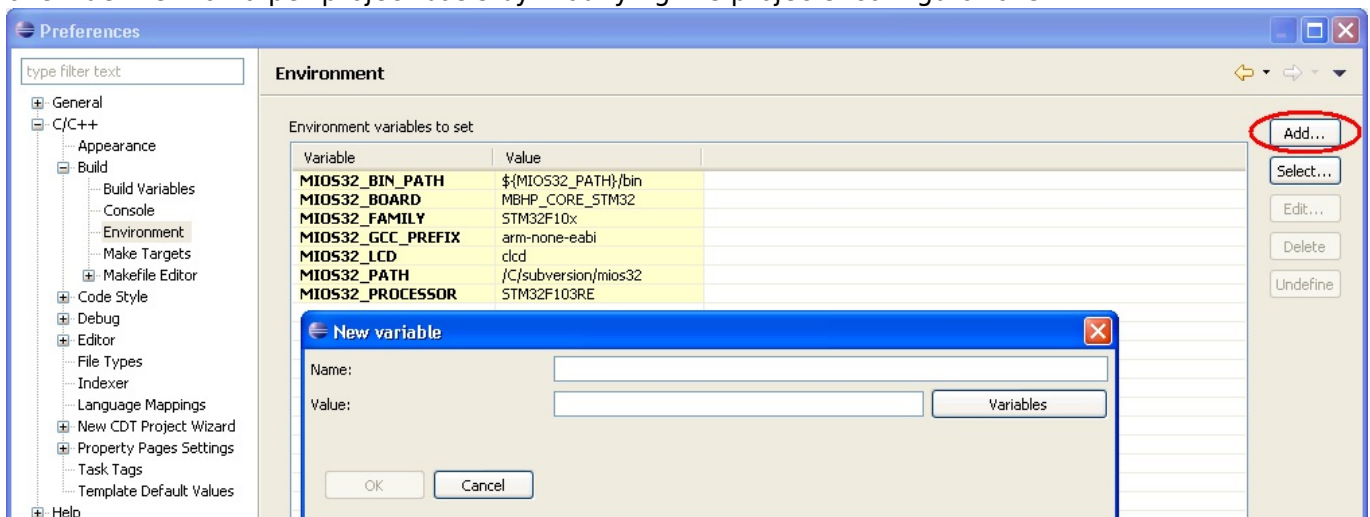 Preferences
type filter text
Environment
General
C/C++
Appearance
Build
Build Variables
Console
Environment
Make Targets
Makefile Editor
Code Style
Debug
Editor
File Types
Indexer
Language Mappings
New CDT Project Wizard
Property Pages Settings
Task Tags
Template Default Values
Help
Environment variables to set
Variable Value
MIOS32_BIN_PATH ${MIOS32_PATH}/bin
MIOS32_BOARD MBHP_CORE_STM32
MIOS32_FAMILY STM32F10x
MIOS32_GCC_PREFIX arm-none-eabi
MIOS32_LCD clcd
MIOS32_PATH /C/subversion/mios32
MIOS32_PROCESSOR STM32F103RE
Add...
Select...
Edit...
Delete
Undefine
New variable
Name:
Value:
Variables
OK Cancel